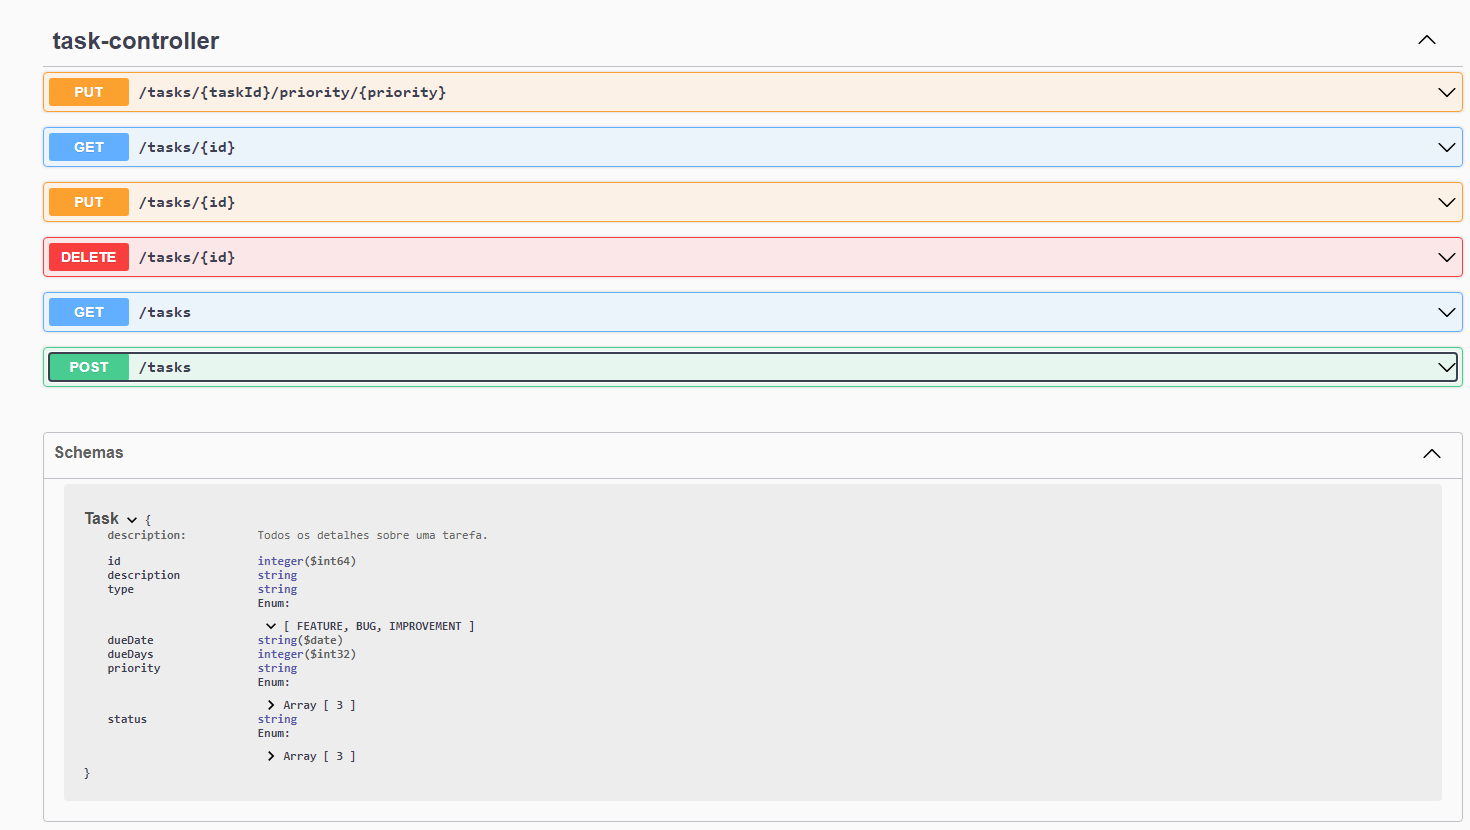 task-controller
PUT /tasks/{taskId}/priority/{priority}
GET /tasks/{id}
PUT /tasks/{id}
DELETE /tasks/{id}
GET /tasks
POST /tasks
Schemas
Task {
description: Todos os detalhes sobre uma tarefa.
id integer($int64)
description string
type string
Enum:
[ FEATURE, BUG, IMPROVEMENT ]
dueDate string($date)
dueDays integer($int32)
priority string
Enum:
Array [ 3 ]
status string
Enum:
Array [ 3 ]
}